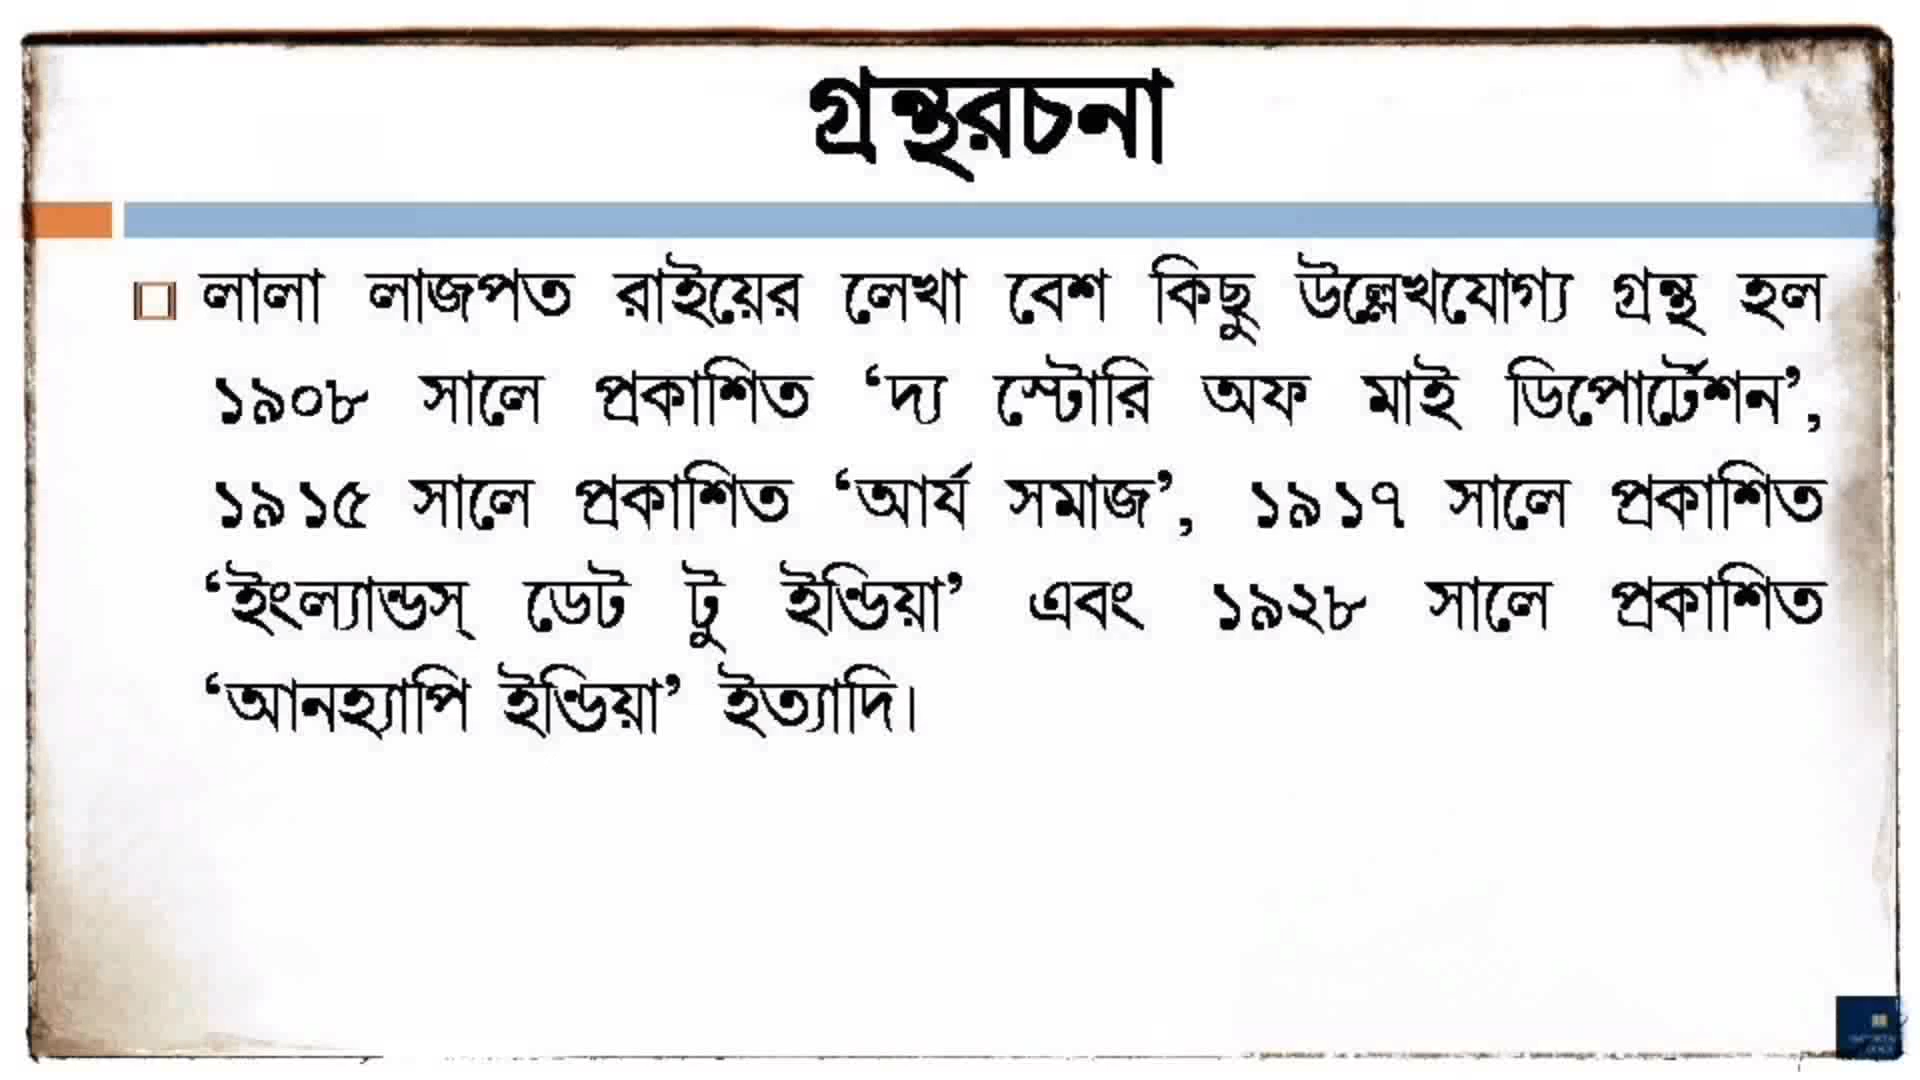 গ্রন্থরচনা
লালা লাজপত রাইয়ের লেখা বেশ কিছু উল্লেখযোগ্য গ্রন্থ হল
১৯০৮ সালে প্রকাশিত ‘দ্য স্টোরি অফ মাই ডিপোর্টেশন’,
১৯১৫ সালে প্রকাশিত ‘আর্য সমাজ’, ১৯১৭ সালে প্রকাশিত
‘ইংল্যান্ডস্ ডেট টু ইন্ডিয়া’ এবং ১৯২৮ সালে প্রকাশিত
‘আনহ্যাপি ইন্ডিয়া’ ইত্যাদি।